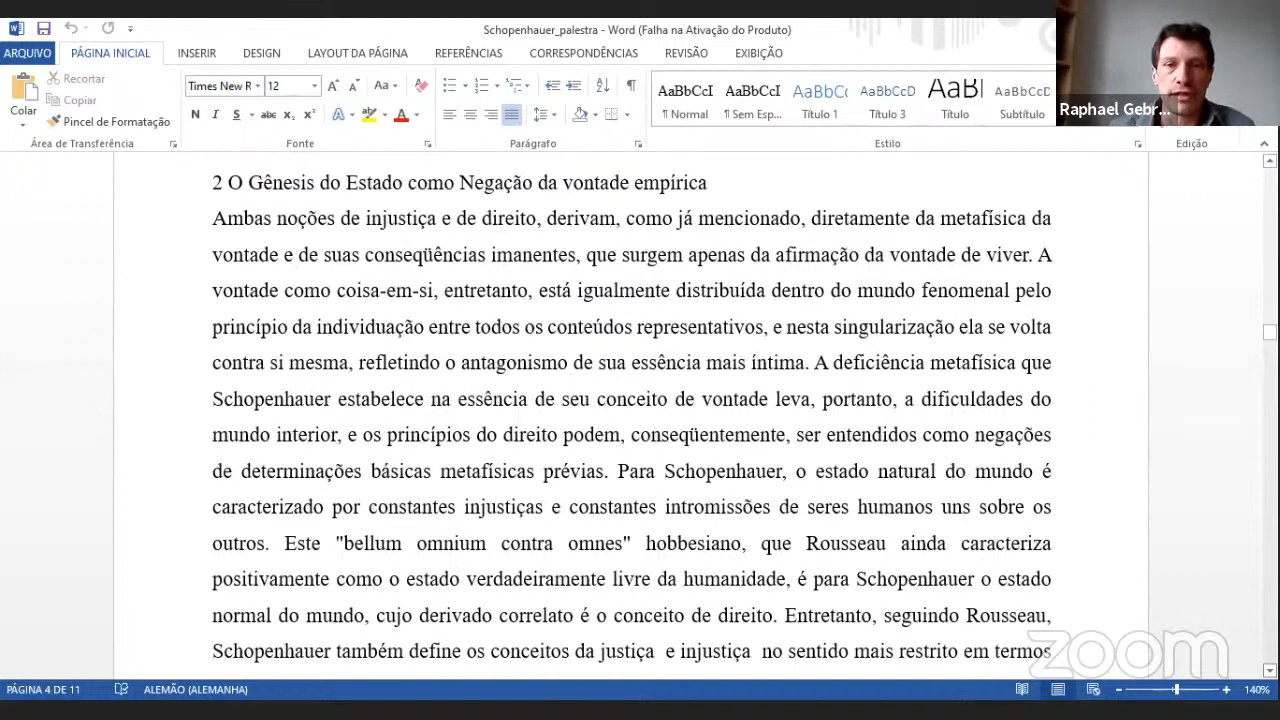 Schopenhauer_palestra - Word (Falha na Ativação do Produto)
ARQUIVO PÁGINA INICIAL INSERIR DESIGN LAYOUT DA PÁGINA REFERÊNCIAS CORRESPONDÊNCIAS REVISÃO EXIBIÇÃO
Raphael Gebr...
Colar
Recortar
Copiar
Pincel de Formatação
Área de Transferência
Times New R 12
Aa
N I S abc x₂ x²
A A
Fonte
Parágrafo
AaBbCcI AaBbCcI AaBbCc AaBbCcD AaBl AaBbCcD
¶ Normal ¶ Sem Esp... Título 1 Título 3 Título Subtítulo
Estilo
Edição
2 O Gênesis do Estado como Negação da vontade empírica
Ambas noções de injustiça e de direito, derivam, como já mencionado, diretamente da metafísica da
vontade e de suas conseqüências imanentes, que surgem apenas da afirmação da vontade de viver. A
vontade como coisa-em-si, entretanto, está igualmente distribuída dentro do mundo fenomenal pelo
princípio da individuação entre todos os conteúdos representativos, e nesta singularização ela se volta
contra si mesma, refletindo o antagonismo de sua essência mais íntima. A deficiência metafísica que
Schopenhauer estabelece na essência de seu conceito de vontade leva, portanto, a dificuldades do
mundo interior, e os princípios do direito podem, conseqüentemente, ser entendidos como negações
de determinações básicas metafísicas prévias. Para Schopenhauer, o estado natural do mundo é
caracterizado por constantes injustiças e constantes intromissões de seres humanos uns sobre os
outros. Este "bellum omnium contra omnes" hobbesiano, que Rousseau ainda caracteriza
positivamente como o estado verdadeiramente livre da humanidade, é para Schopenhauer o estado
normal do mundo, cujo derivado correlato é o conceito de direito. Entretanto, seguindo Rousseau,
Schopenhauer também define os conceitos da justiça e injustiça no sentido mais restrito em termos
zoom
PÁGINA 4 DE 11 ALEMÃO (ALEMANHA) 140%